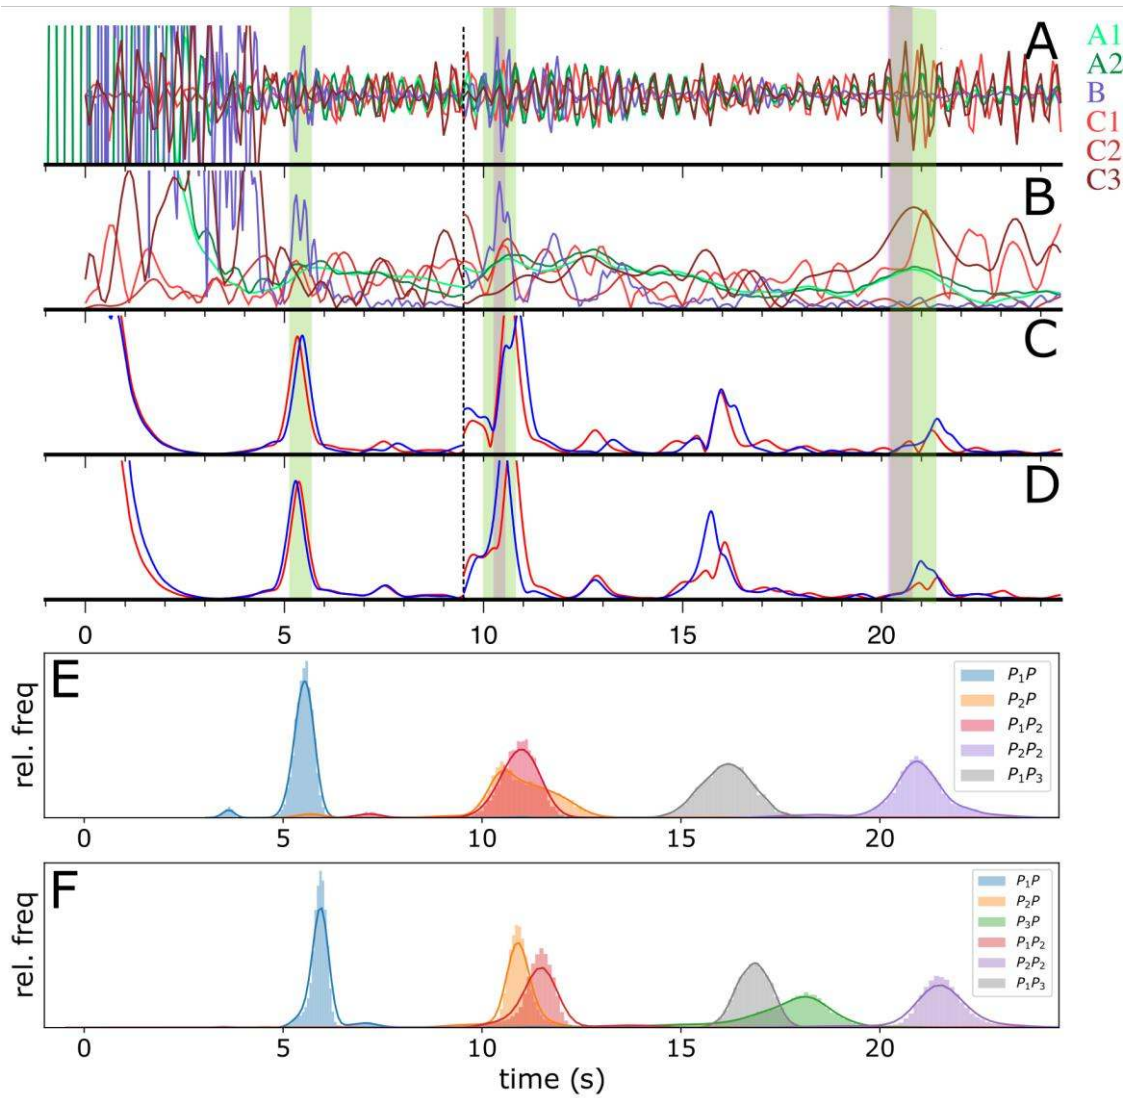 A
A1
A2
B
C1
C2
C3
B
C
D
0 5 10 15 20
E
rel. freq
P₁P
P₂P
P₁P₂
P₂P₂
P₁P₃
0 5 10 15 20
F
rel. freq
P₁P
P₂P
P₃P
P₁P₂
P₂P₂
P₁P₃
0 5 10 15 20
time (s)